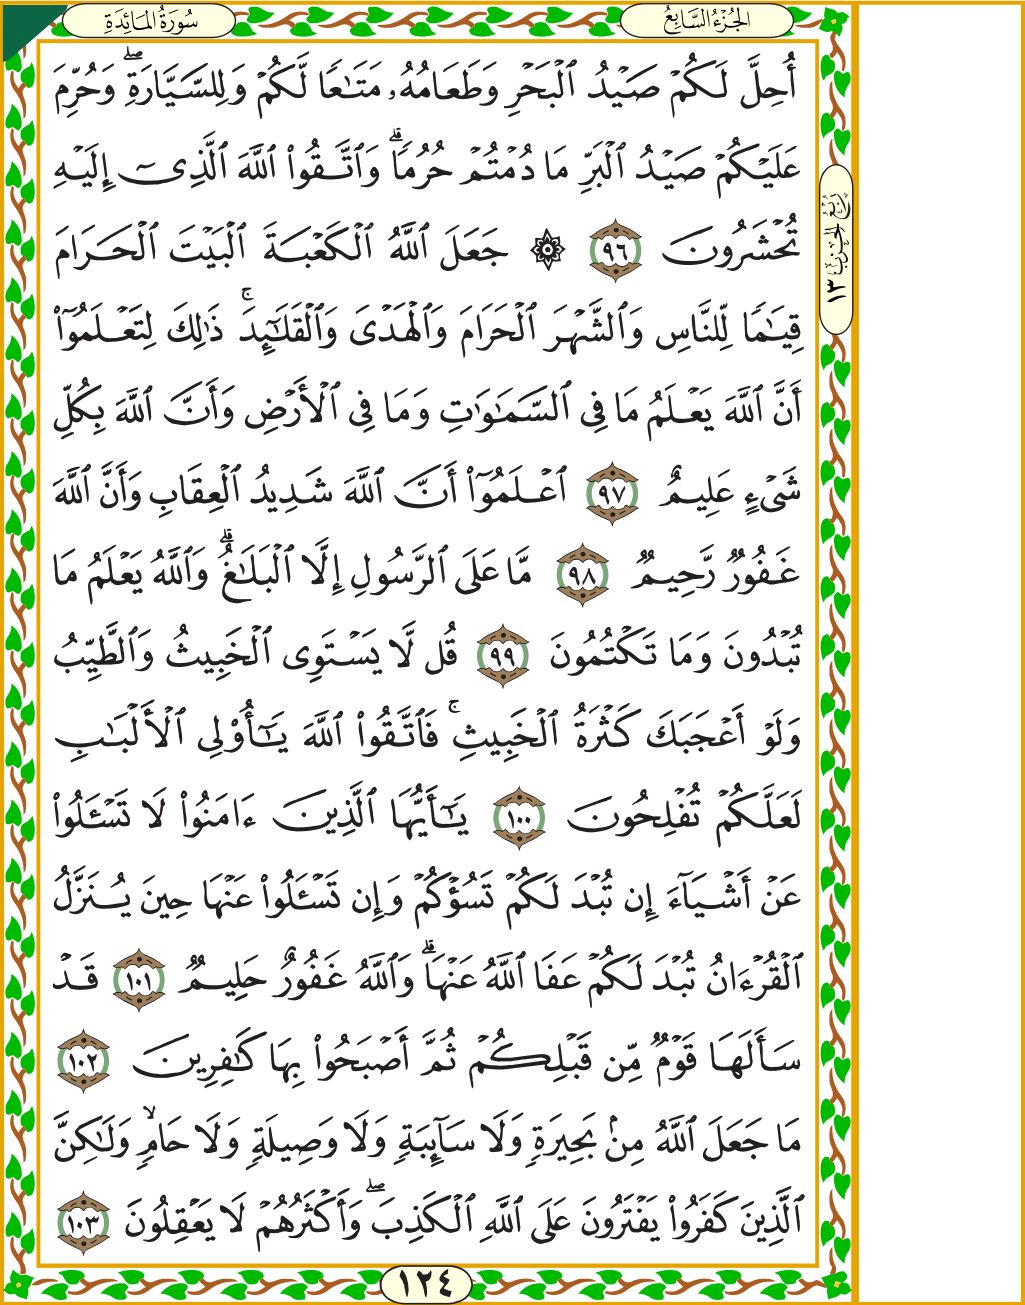 سُورَةُ المَائِدَةِ
الجُزْءُ السَّابِعُ
أُحِلَّ لَكُمْ صَيْدُ ٱلْبَحْرِ وَطَعَامُهُۥ مَتَٰعًا لَّكُمْ وَلِلسَّيَّارَةِۖ وَحُرِّمَ
عَلَيْكُمْ صَيْدُ ٱلْبَرِّ مَا دُمْتُمْ حُرُمًاۗ وَٱتَّقُوا۟ ٱللَّهَ ٱلَّذِىٓ إِلَيْهِ
تُحْشَرُونَ ٩٦ ۞ جَعَلَ ٱللَّهُ ٱلْكَعْبَةَ ٱلْبَيْتَ ٱلْحَرَامَ
قِيَٰمًا لِّلنَّاسِ وَٱلشَّهْرَ ٱلْحَرَامَ وَٱلْهَدْىَ وَٱلْقَلَٰٓئِدَۚ ذَٰلِكَ لِتَعْلَمُوٓا۟
أَنَّ ٱللَّهَ يَعْلَمُ مَا فِى ٱلسَّمَٰوَٰتِ وَمَا فِى ٱلْأَرْضِ وَأَنَّ ٱللَّهَ بِكُلِّ
شَىْءٍ عَلِيمٌ ٩٧ ٱعْلَمُوٓا۟ أَنَّ ٱللَّهَ شَدِيدُ ٱلْعِقَابِ وَأَنَّ ٱللَّهَ
غَفُورٌ رَّحِيمٌ ٩٨ مَّا عَلَى ٱلرَّسُولِ إِلَّا ٱلْبَلَٰغُۗ وَٱللَّهُ يَعْلَمُ مَا
تُبْدُونَ وَمَا تَكْتُمُونَ ٩٩ قُل لَّا يَسْتَوِى ٱلْخَبِيثُ وَٱلطَّيِّبُ
وَلَوْ أَعْجَبَكَ كَثْرَةُ ٱلْخَبِيثِۚ فَٱتَّقُوا۟ ٱللَّهَ يَٰٓأُو۟لِى ٱلْأَلْبَٰبِ
لَعَلَّكُمْ تُفْلِحُونَ ١٠٠ يَٰٓأَيُّهَا ٱلَّذِينَ ءَامَنُوا۟ لَا تَسْـَٔلُوا۟
عَنْ أَشْيَآءَ إِن تُبْدَ لَكُمْ تَسُؤْكُمْ وَإِن تَسْـَٔلُوا۟ عَنْهَا حِينَ يُنَزَّلُ
ٱلْقُرْءَانُ تُبْدَ لَكُمْ عَفَا ٱللَّهُ عَنْهَاۗ وَٱللَّهُ غَفُورٌ حَلِيمٌ ١٠١ قَدْ
سَأَلَهَا قَوْمٌ مِّن قَبْلِكُمْ ثُمَّ أَصْبَحُوا۟ بِهَا كَٰفِرِينَ ١٠٢
مَا جَعَلَ ٱللَّهُ مِنۢ بَحِيرَةٍ وَلَا سَآئِبَةٍ وَلَا وَصِيلَةٍ وَلَا حَامٍۙ وَلَٰكِنَّ
ٱلَّذِينَ كَفَرُوا۟ يَفْتَرُونَ عَلَى ٱللَّهِ ٱلْكَذِبَۖ وَأَكْثَرُهُمْ لَا يَعْقِلُونَ ١٠٣
رُبْعُ الحِزْبِ ١٣
١٢٤